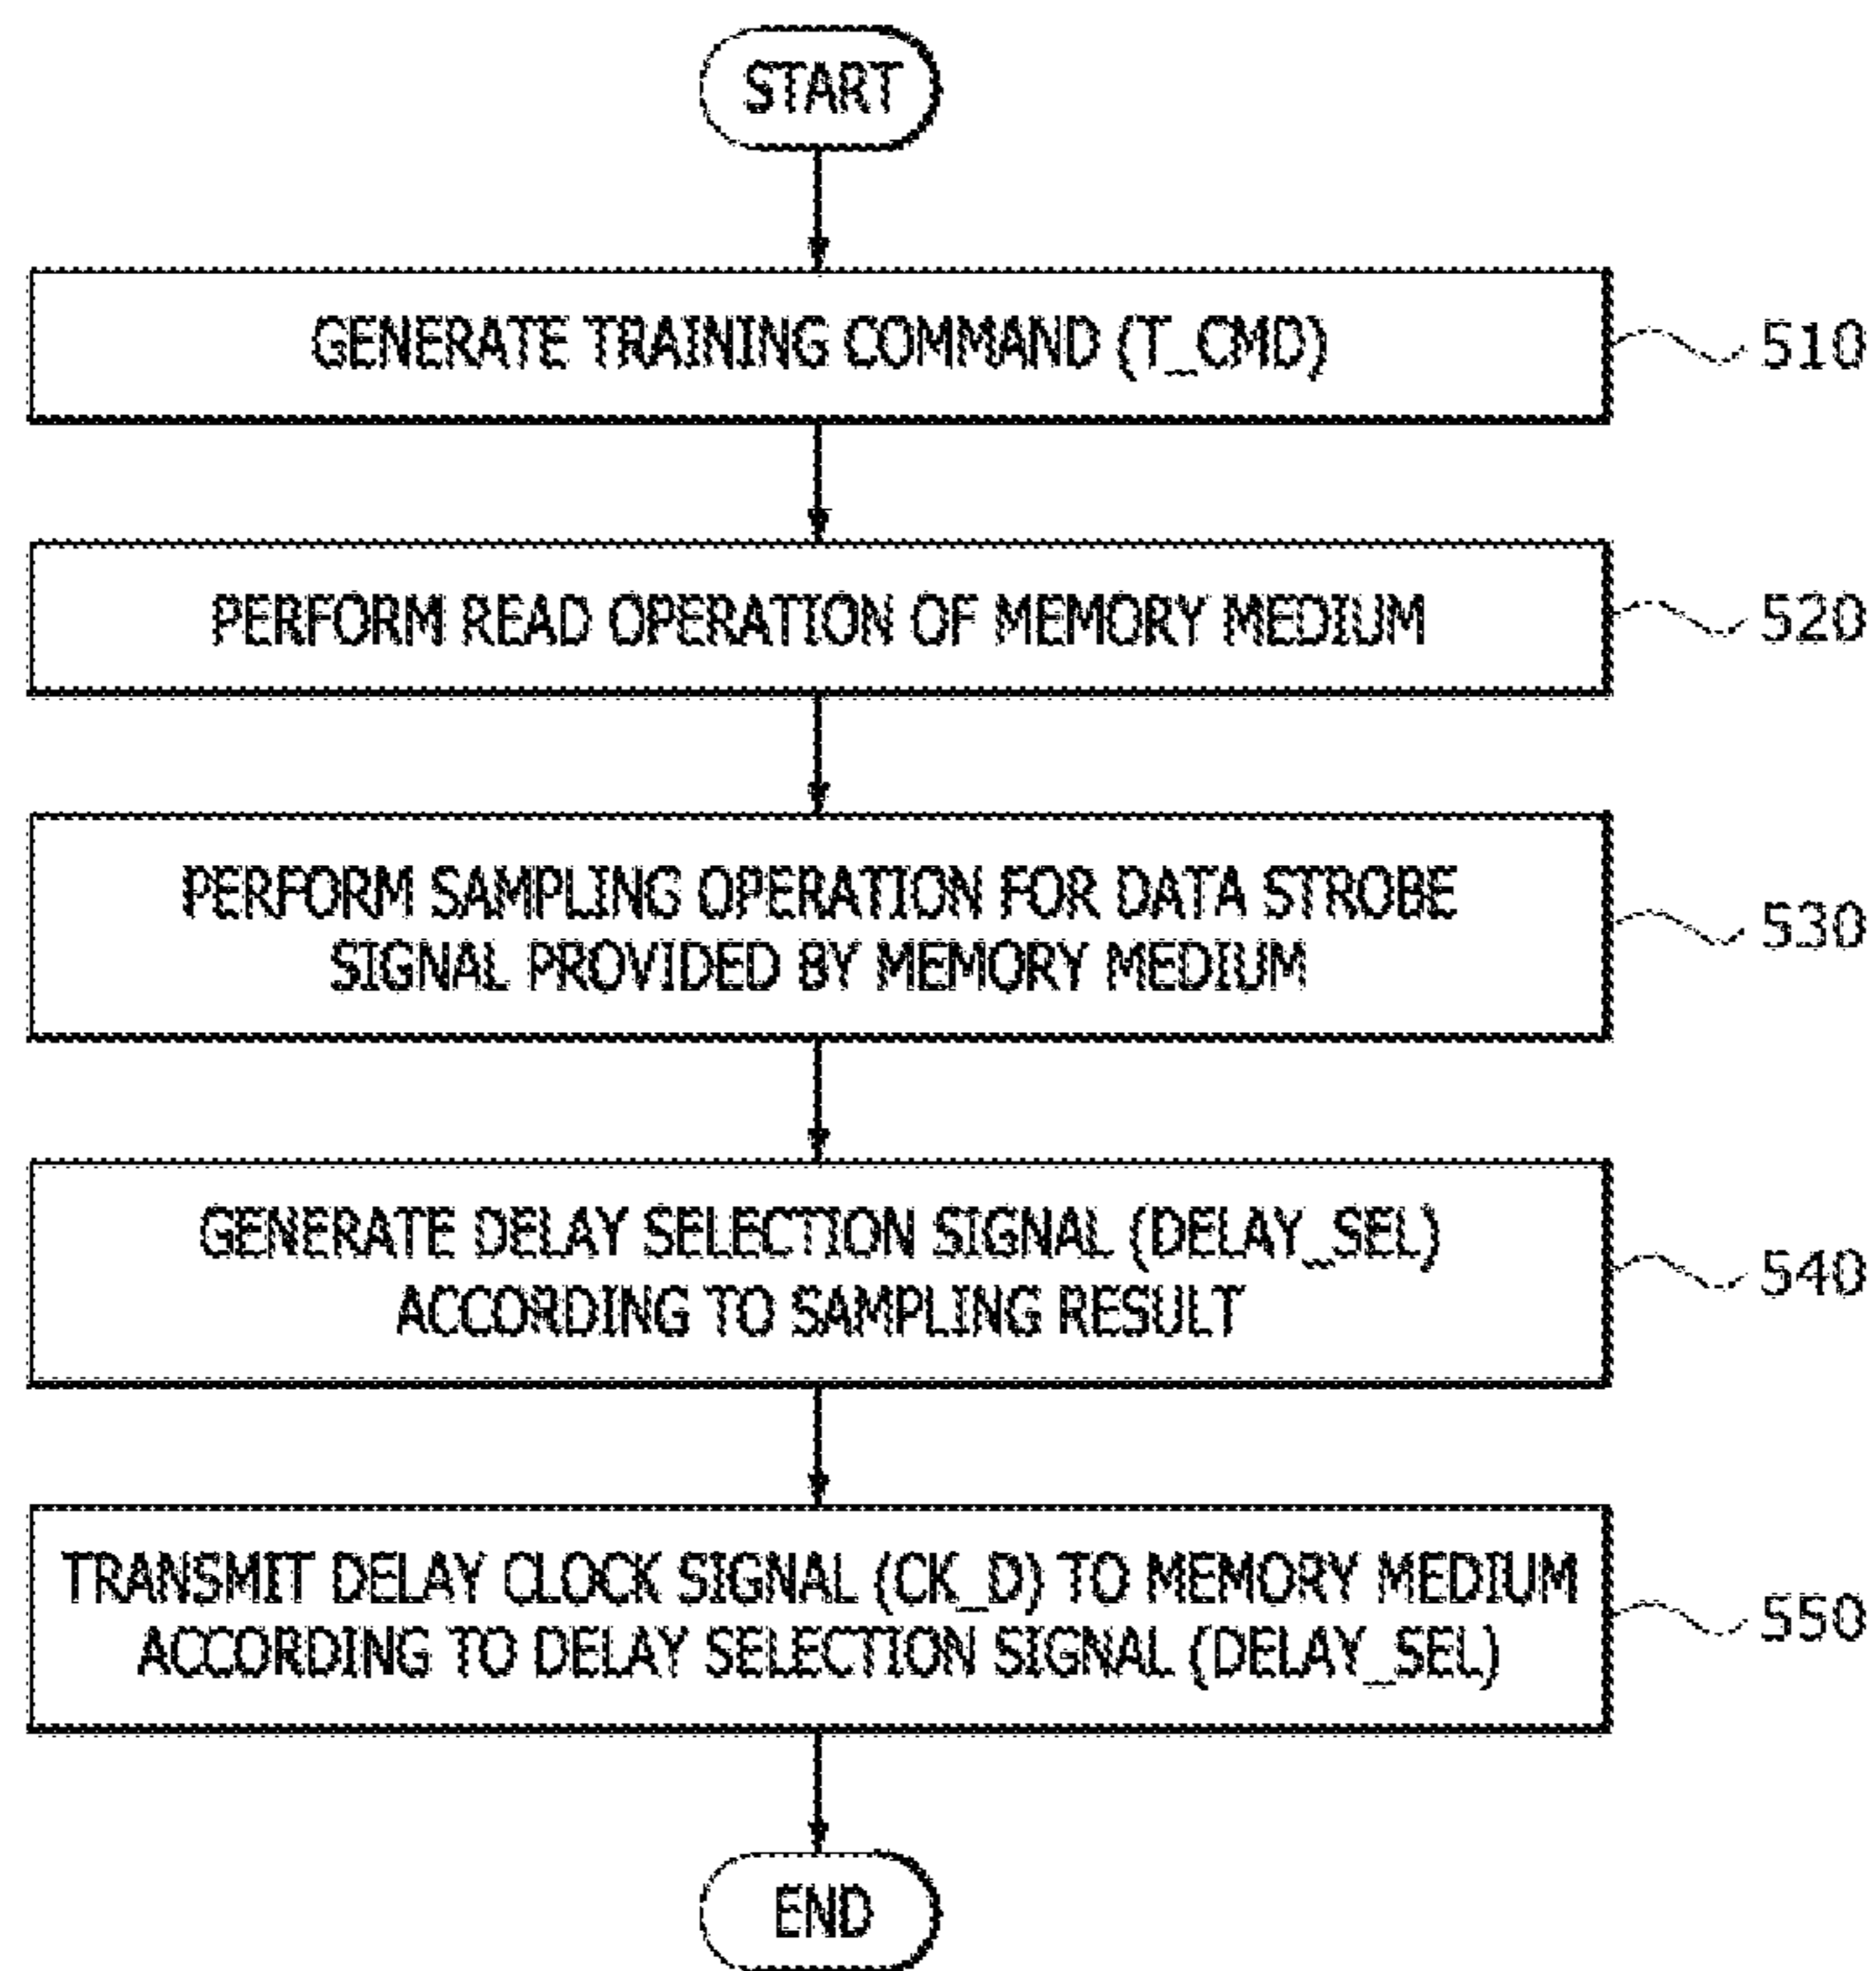 START
GENERATE TRAINING COMMAND (T_CMD)
510
PERFORM READ OPERATION OF MEMORY MEDIUM
520
PERFORM SAMPLING OPERATION FOR DATA STROBE
SIGNAL PROVIDED BY MEMORY MEDIUM
530
GENERATE DELAY SELECTION SIGNAL (DELAY_SEL)
ACCORDING TO SAMPLING RESULT
540
TRANSMIT DELAY CLOCK SIGNAL (CK_D) TO MEMORY MEDIUM
ACCORDING TO DELAY SELECTION SIGNAL (DELAY_SEL)
550
END